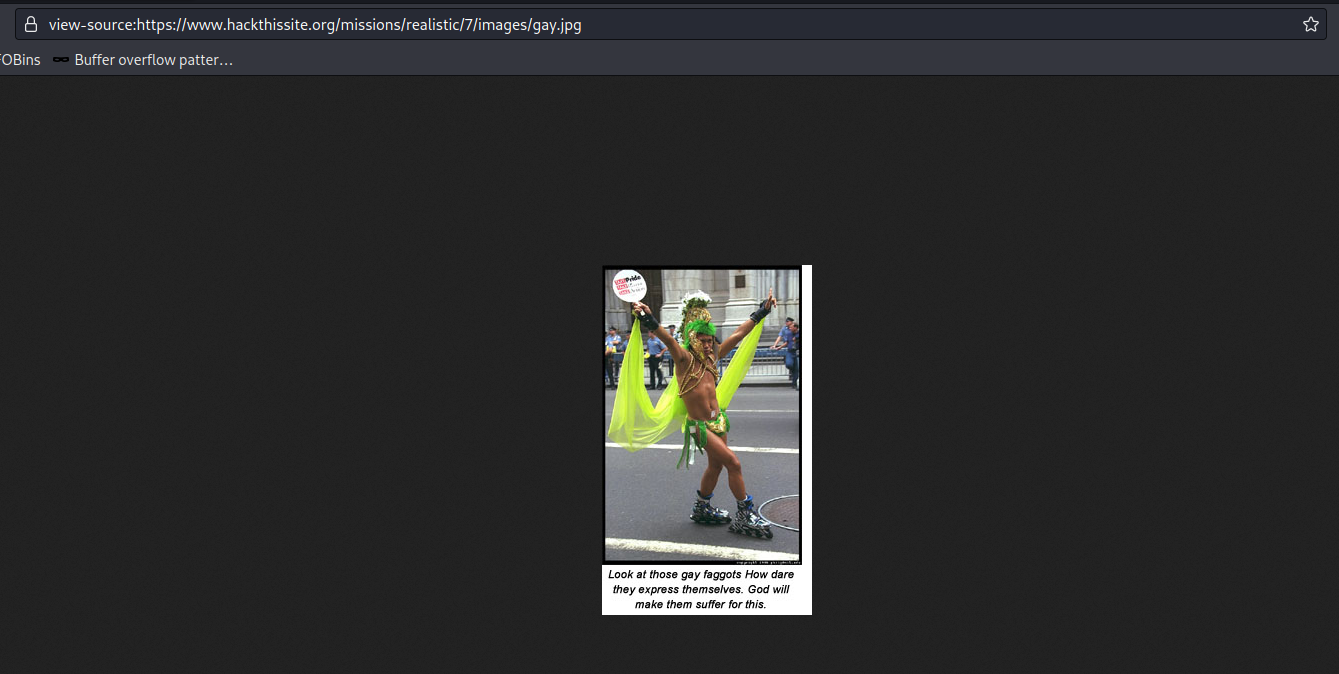 view-source:https://www.hackthissite.org/missions/realistic/7/images/gay.jpg
OBins Buffer overflow patter…
Pride
Look at those gay faggots How dare
they express themselves. God will
make them suffer for this.